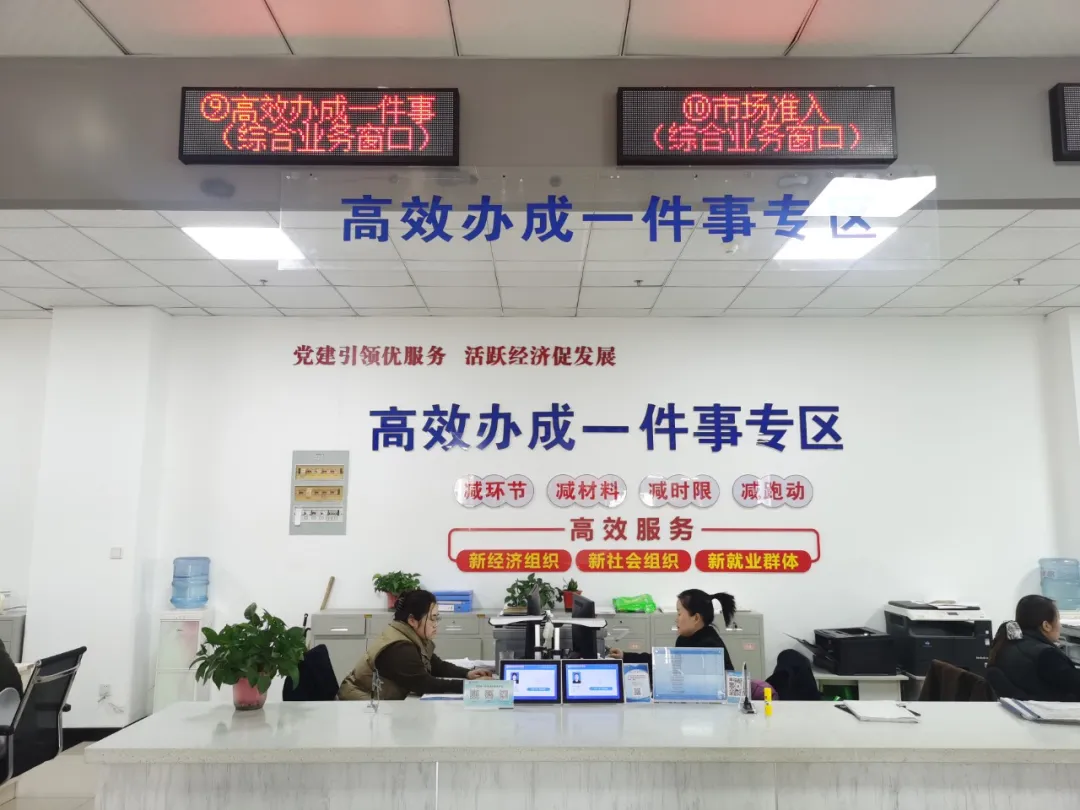 ⑨高效办成一件事
（综合业务窗口）
⑩市场准入
（综合业务窗口）
高效办成一件事专区
党建引领优服务 活跃经济促发展
高效办成一件事专区
减环节 减材料 减时限 减跑动
高效服务
新经济组织 新社会组织 新就业群体